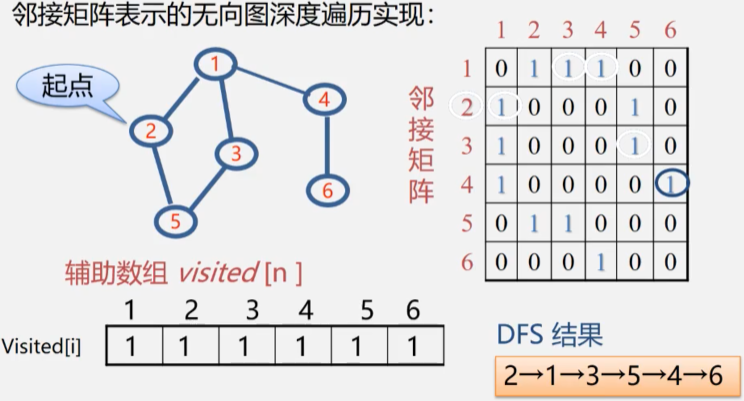 邻接矩阵表示的无向图深度遍历实现：
起点
1
2
3
4
5
6
邻接矩阵
1 2 3 4 5 6
1 0 1 1 1 0 0
2 1 0 0 0 1 0
3 1 0 0 0 1 0
4 1 0 0 0 0 1
5 0 1 1 0 0 0
6 0 0 0 1 0 0
辅助数组 visited [n ]
1 2 3 4 5 6
Visited[i] 1 1 1 1 1 1
DFS 结果
2→1→3→5→4→6